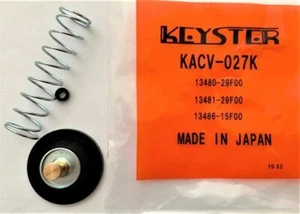 KEYSTER
KACV-027K
13480-29F00
13481-29F00
13486-15F00
MADE IN JAPAN